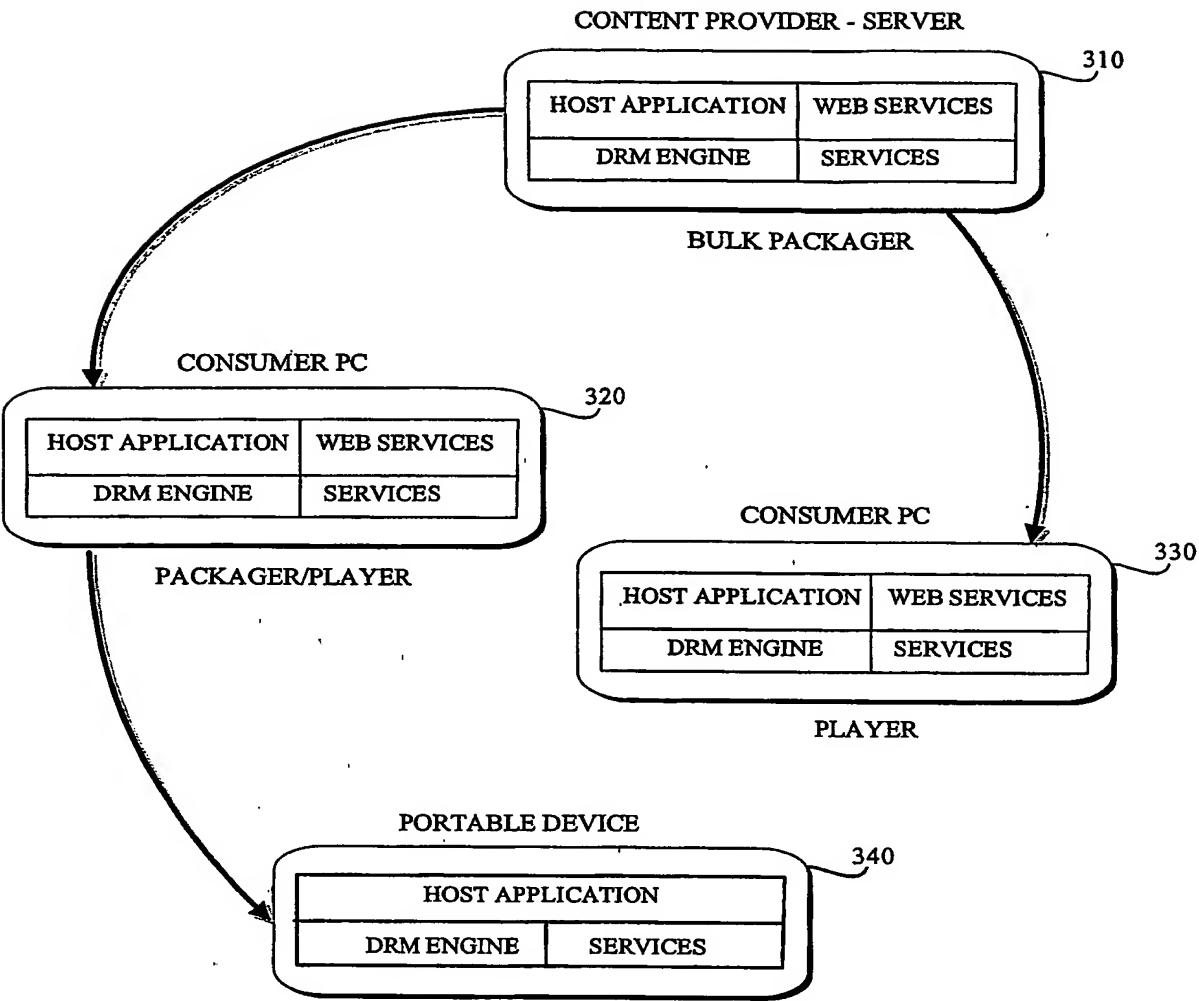 CONTENT PROVIDER - SERVER
310
HOST APPLICATION WEB SERVICES
DRM ENGINE SERVICES
BULK PACKAGER
CONSUMER PC
320
HOST APPLICATION WEB SERVICES
DRM ENGINE SERVICES
PACKAGER/PLAYER
CONSUMER PC
330
HOST APPLICATION WEB SERVICES
DRM ENGINE SERVICES
PLAYER
PORTABLE DEVICE
340
HOST APPLICATION
DRM ENGINE SERVICES